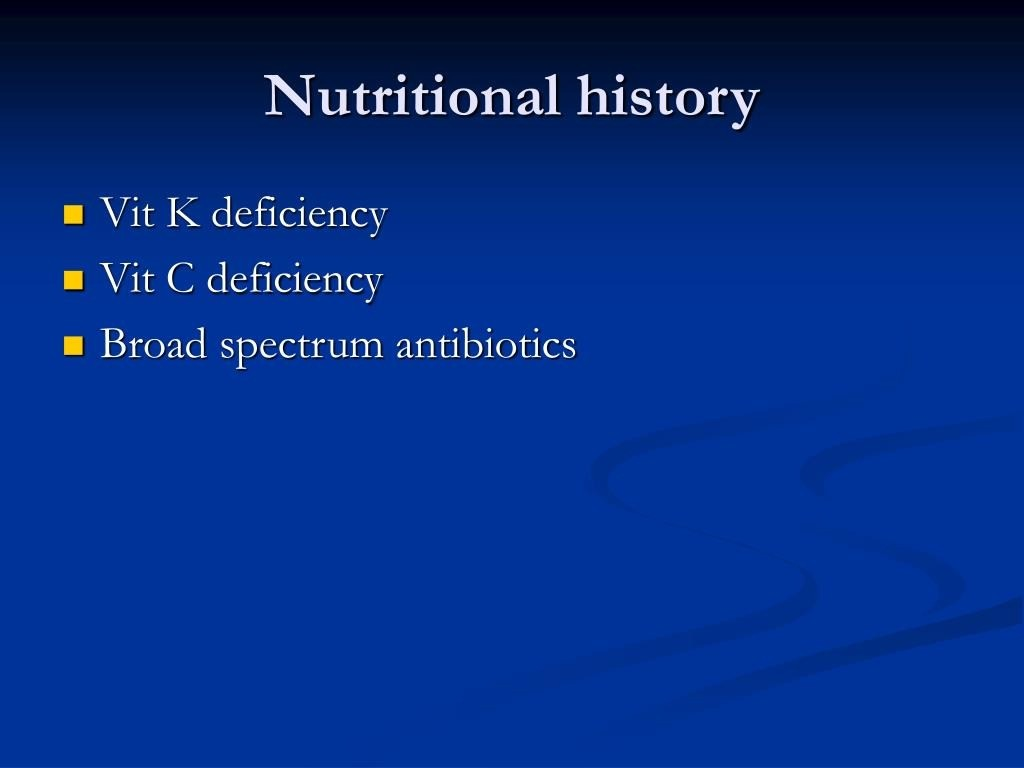 Nutritional history
Vit K deficiency
Vit C deficiency
Broad spectrum antibiotics